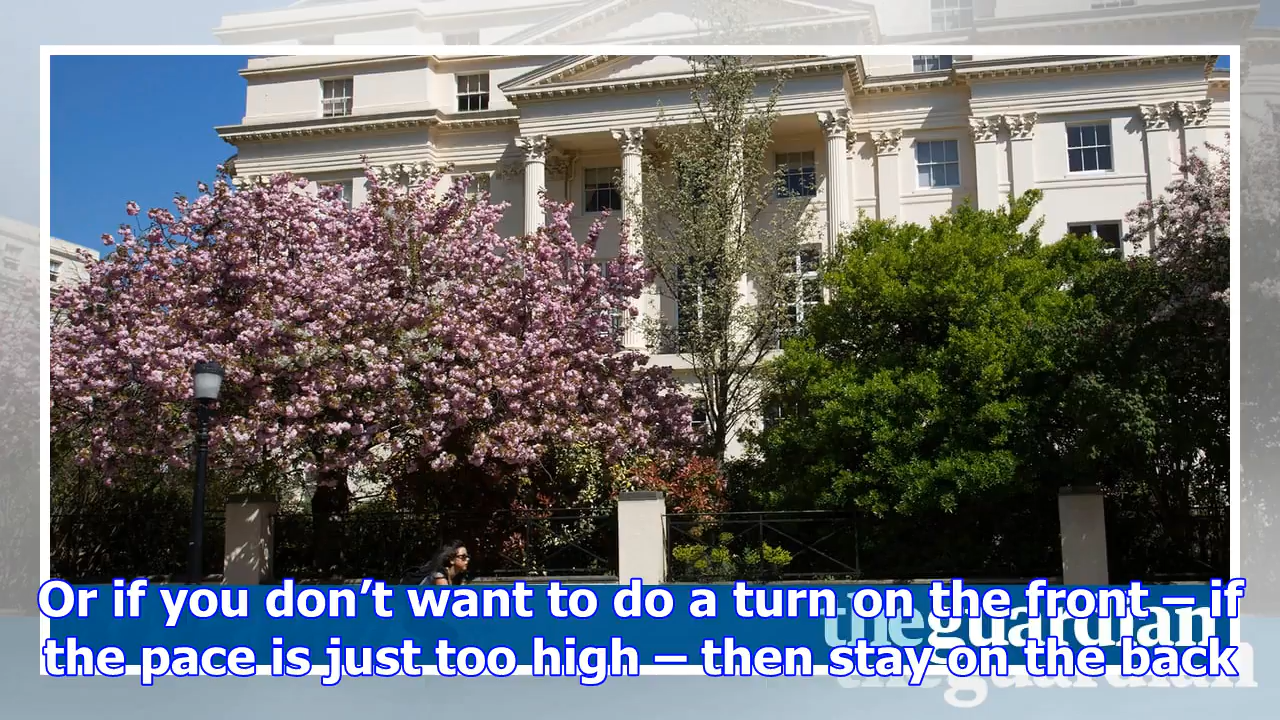 Or if you don’t want to do a turn on the front – if
the pace is just too high – then stay on the back
theguardian
theguardian